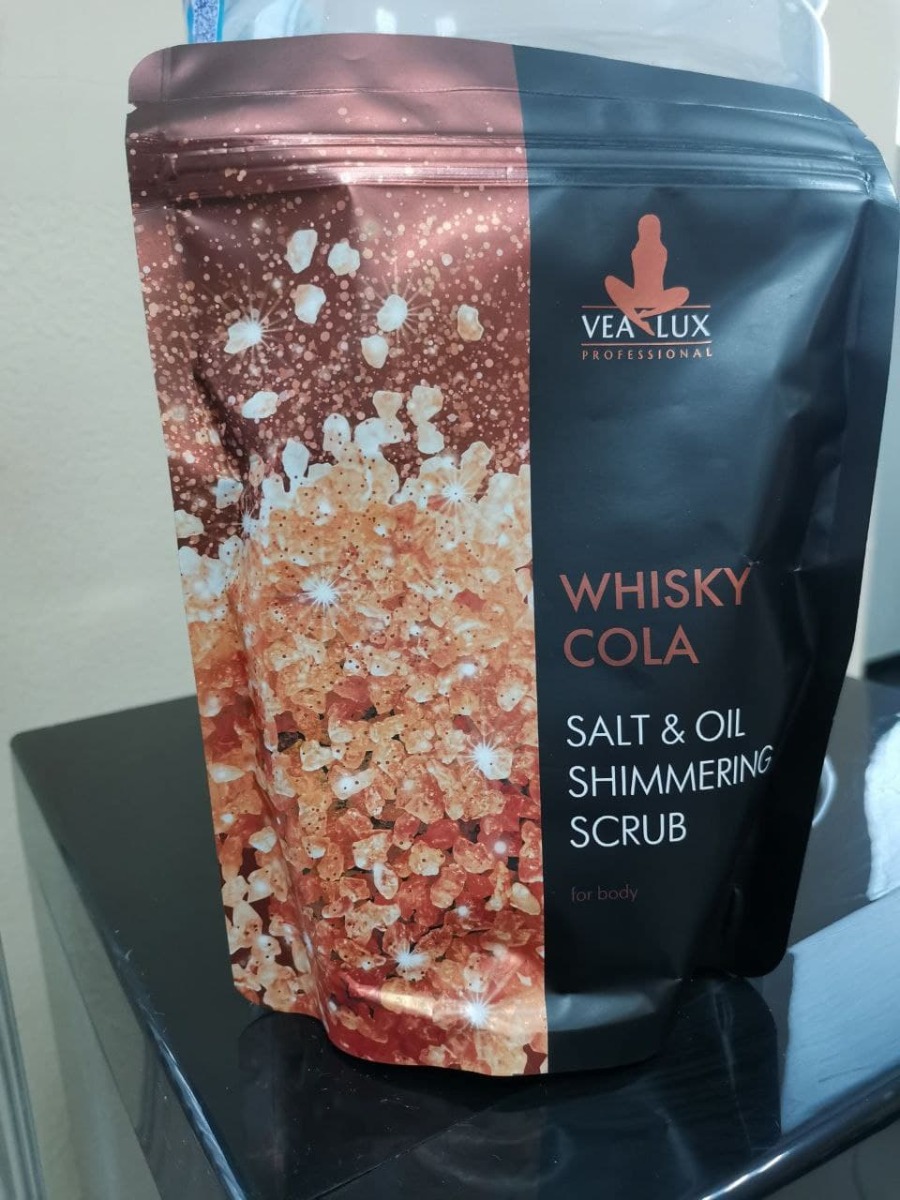 VEA LUX
PROFESSIONAL
WHISKY
COLA
SALT & OIL
SHIMMERING
SCRUB
for body